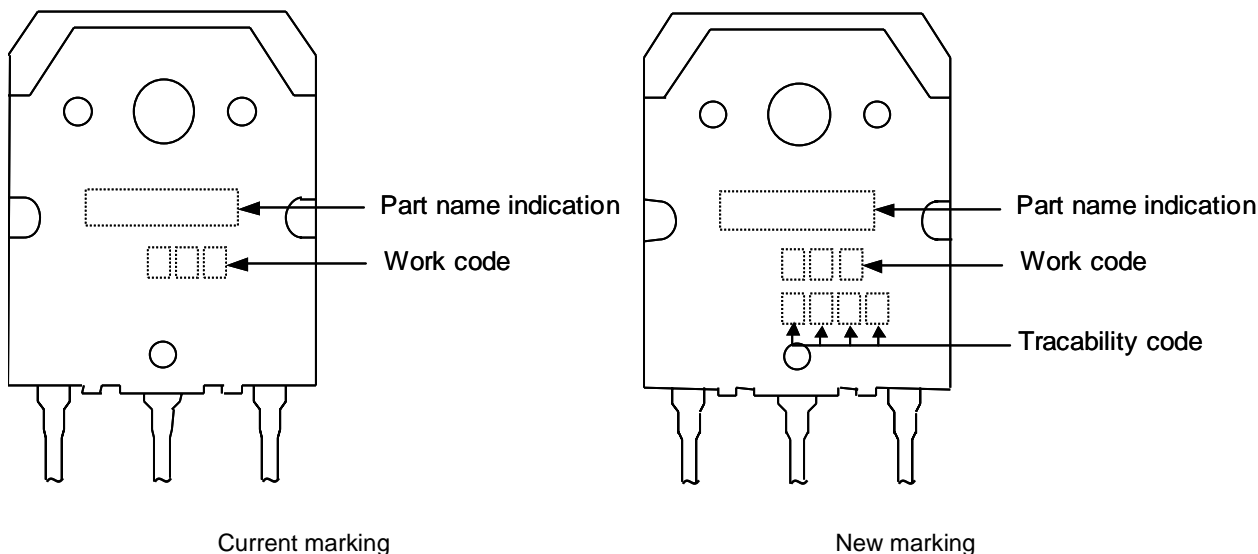 Part name indication
Work code
Current marking
Part name indication
Work code
Tracability code
New marking